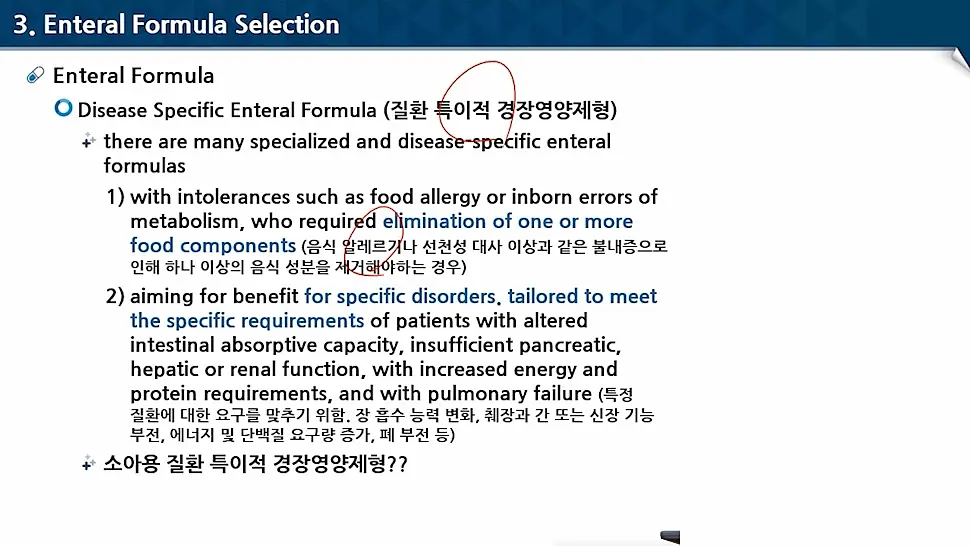 3. Enteral Formula Selection
Enteral Formula
Disease Specific Enteral Formula (질환 특이적 경장영양제형)
there are many specialized and disease-specific enteral
formulas
1) with intolerances such as food allergy or inborn errors of
metabolism, who required elimination of one or more
food components (음식 알레르기나 선천성 대사 이상과 같은 불내증으로
인해 하나 이상의 음식 성분을 제거해야하는 경우)
2) aiming for benefit for specific disorders, tailored to meet
the specific requirements of patients with altered
intestinal absorptive capacity, insufficient pancreatic,
hepatic or renal function, with increased energy and
protein requirements, and with pulmonary failure (특정
질환에 대한 요구를 맞추기 위함. 장 흡수 능력 변화, 췌장과 간 또는 신장 기능
부전, 에너지 및 단백질 요구량 증가, 폐 부전 등)
소아용 질환 특이적 경장영양제형??